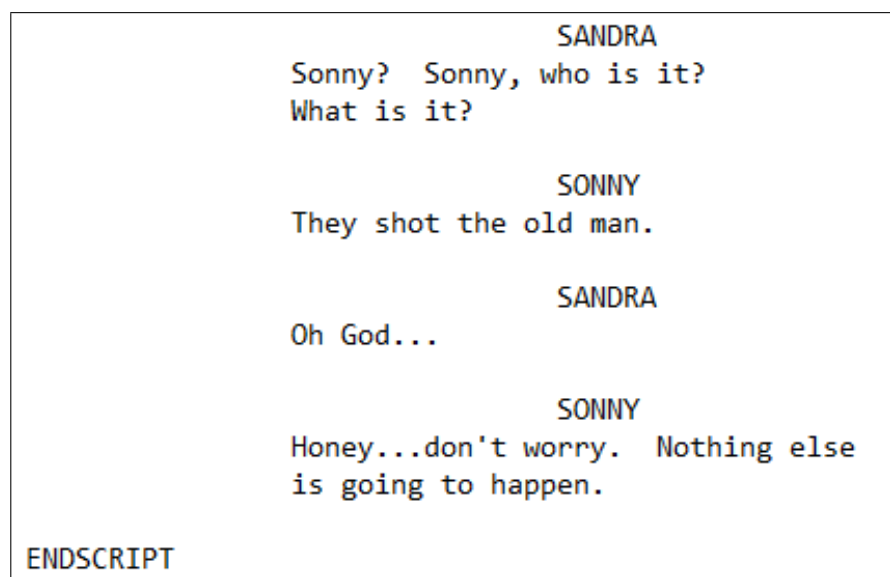 SANDRA
Sonny?  Sonny, who is it?
What is it?
SONNY
They shot the old man.
SANDRA
Oh God...
SONNY
Honey...don't worry.  Nothing else
is going to happen.
ENDSCRIPT